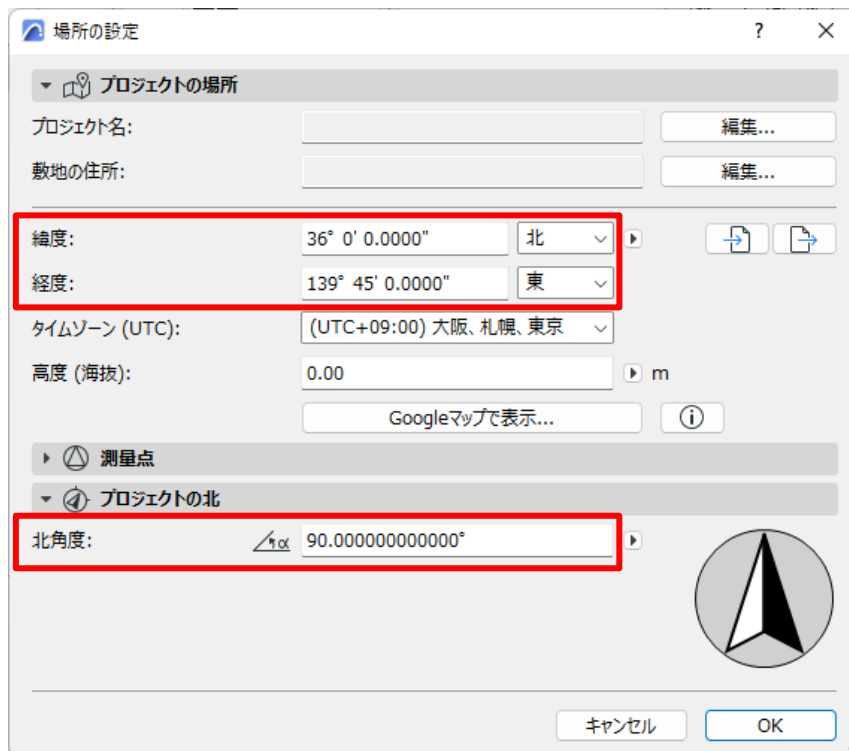 場所の設定 ?
プロジェクトの場所
プロジェクト名: 編集...
敷地の住所: 編集...
緯度: 36° 0' 0.0000" 北
経度: 139° 45' 0.0000" 東
タイムゾーン (UTC): (UTC+09:00) 大阪、札幌、東京
高度 (海抜): 0.00 m
Googleマップで表示...
測量点
プロジェクトの北
北角度: α 90.000000000000°
キャンセル OK